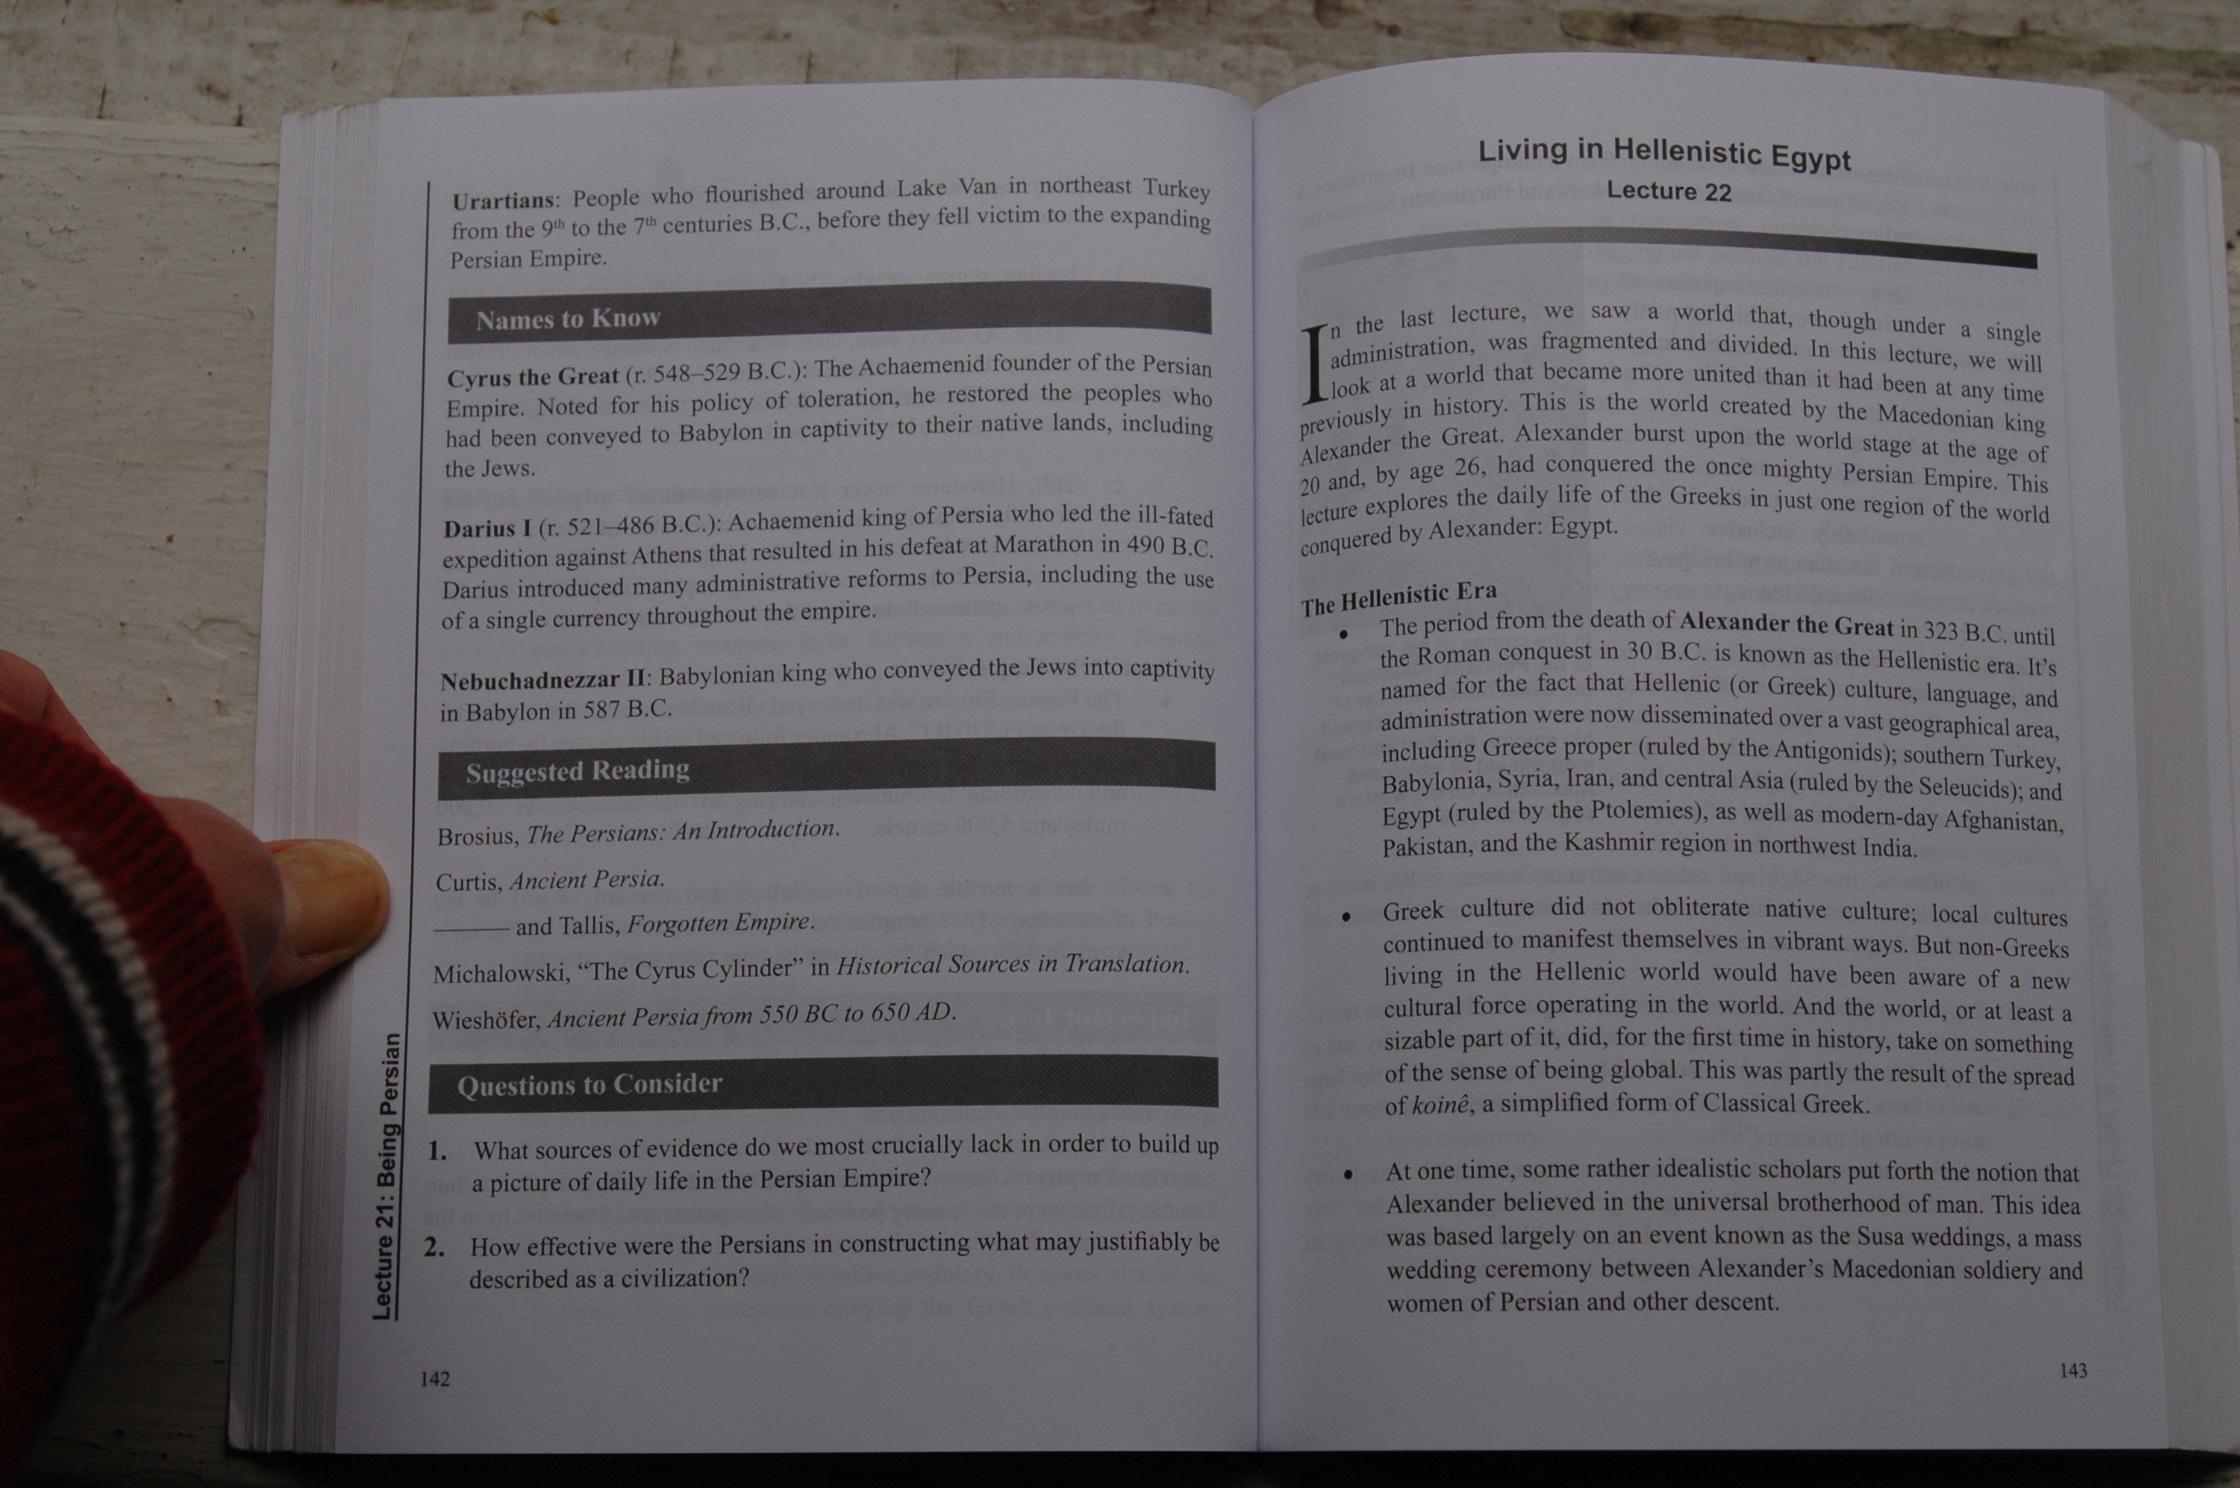 Urartians: People who flourished around Lake Van in northeast Turkey
from the 9th to the 7th centuries B.C., before they fell victim to the expanding
Persian Empire.
Names to Know
Cyrus the Great (r. 548–529 B.C.): The Achaemenid founder of the Persian
Empire. Noted for his policy of toleration, he restored the peoples who
had been conveyed to Babylon in captivity to their native lands, including
the Jews.
Darius I (r. 521–486 B.C.): Achaemenid king of Persia who led the ill-fated
expedition against Athens that resulted in his defeat at Marathon in 490 B.C.
Darius introduced many administrative reforms to Persia, including the use
of a single currency throughout the empire.
Nebuchadnezzar II: Babylonian king who conveyed the Jews into captivity
in Babylon in 587 B.C.
Suggested Reading
Brosius, The Persians: An Introduction.
Curtis, Ancient Persia.
——— and Tallis, Forgotten Empire.
Michalowski, “The Cyrus Cylinder” in Historical Sources in Translation.
Wieshöfer, Ancient Persia from 550 BC to 650 AD.
Questions to Consider
1. What sources of evidence do we most crucially lack in order to build up
a picture of daily life in the Persian Empire?
2. How effective were the Persians in constructing what may justifiably be
described as a civilization?
Lecture 21: Being Persian
142
Living in Hellenistic Egypt
Lecture 22
In the last lecture, we saw a world that, though under a single
administration, was fragmented and divided. In this lecture, we will
look at a world that became more united than it had been at any time
previously in history. This is the world created by the Macedonian king
Alexander the Great. Alexander burst upon the world stage at the age of
20 and, by age 26, had conquered the once mighty Persian Empire. This
lecture explores the daily life of the Greeks in just one region of the world
conquered by Alexander: Egypt.
The Hellenistic Era
• The period from the death of Alexander the Great in 323 B.C. until
the Roman conquest in 30 B.C. is known as the Hellenistic era. It’s
named for the fact that Hellenic (or Greek) culture, language, and
administration were now disseminated over a vast geographical area,
including Greece proper (ruled by the Antigonids); southern Turkey,
Babylonia, Syria, Iran, and central Asia (ruled by the Seleucids); and
Egypt (ruled by the Ptolemies), as well as modern-day Afghanistan,
Pakistan, and the Kashmir region in northwest India.
• Greek culture did not obliterate native culture; local cultures
continued to manifest themselves in vibrant ways. But non-Greeks
living in the Hellenic world would have been aware of a new
cultural force operating in the world. And the world, or at least a
sizable part of it, did, for the first time in history, take on something
of the sense of being global. This was partly the result of the spread
of koinê, a simplified form of Classical Greek.
• At one time, some rather idealistic scholars put forth the notion that
Alexander believed in the universal brotherhood of man. This idea
was based largely on an event known as the Susa weddings, a mass
wedding ceremony between Alexander’s Macedonian soldiery and
women of Persian and other descent.
143